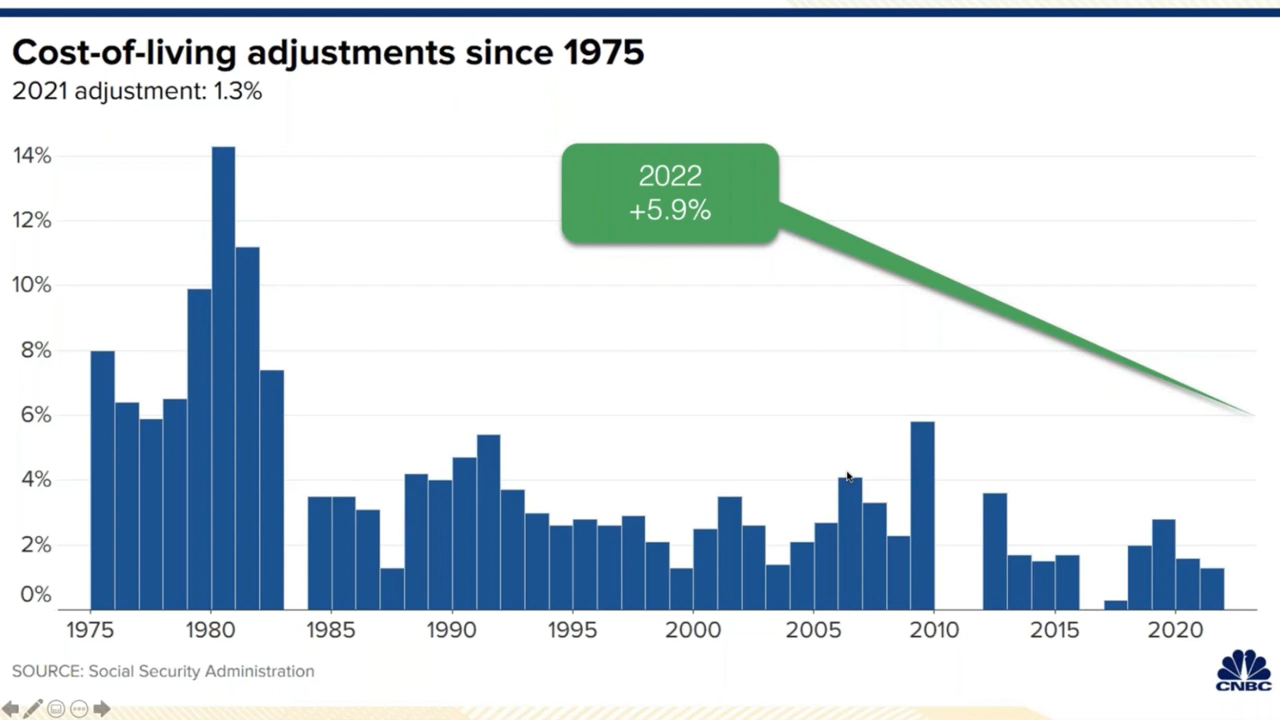 Cost-of-living adjustments since 1975
2021 adjustment: 1.3%
2022
+5.9%
14%
12%
10%
8%
6%
4%
2%
0%
1975 1980 1985 1990 1995 2000 2005 2010 2015 2020
SOURCE: Social Security Administration
CNBC